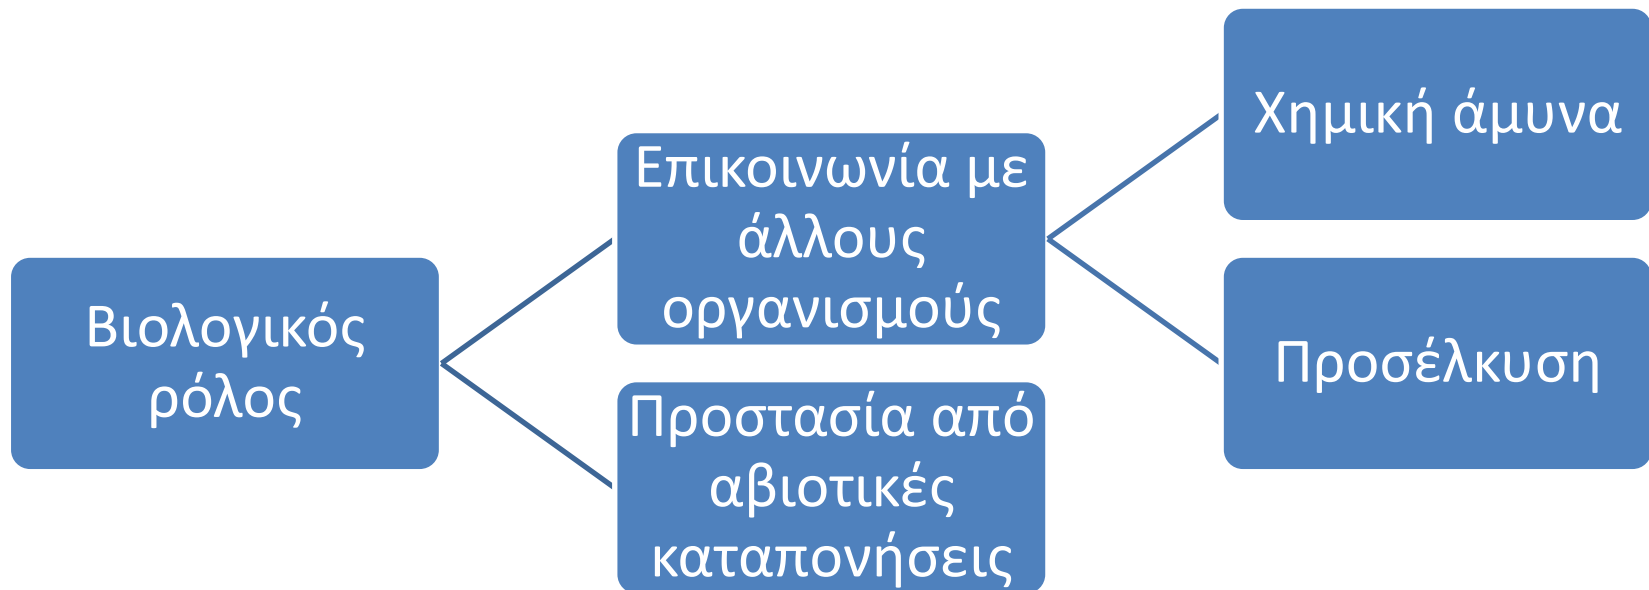 Βιολογικός
ρόλος
Επικοινωνία με
άλλους
οργανισμούς
Προστασία από
αβιοτικές
καταπονήσεις
Χημική άμυνα
Προσέλκυση